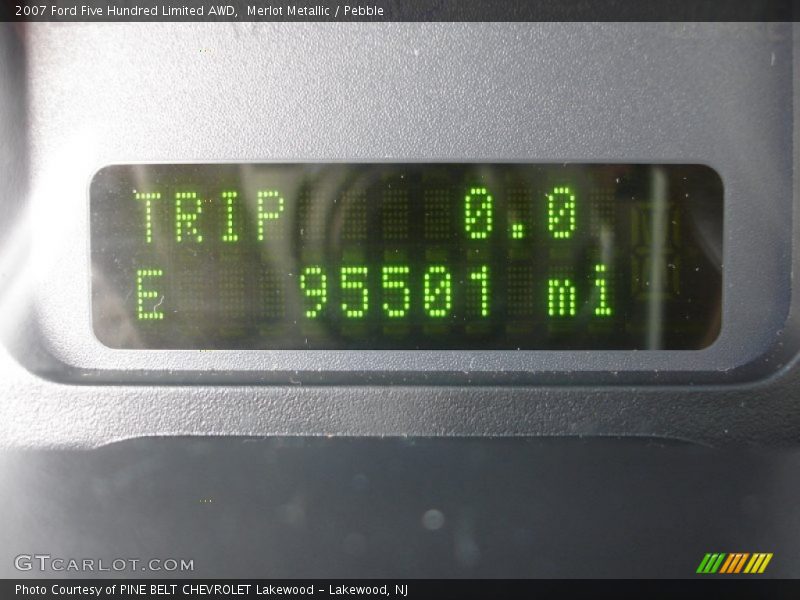 2007 Ford Five Hundred Limited AWD, Merlot Metallic / Pebble
TRIP 0.0
E 95501 mi
GTCARLOT.COM
Photo Courtesy of PINE BELT CHEVROLET Lakewood - Lakewood, NJ